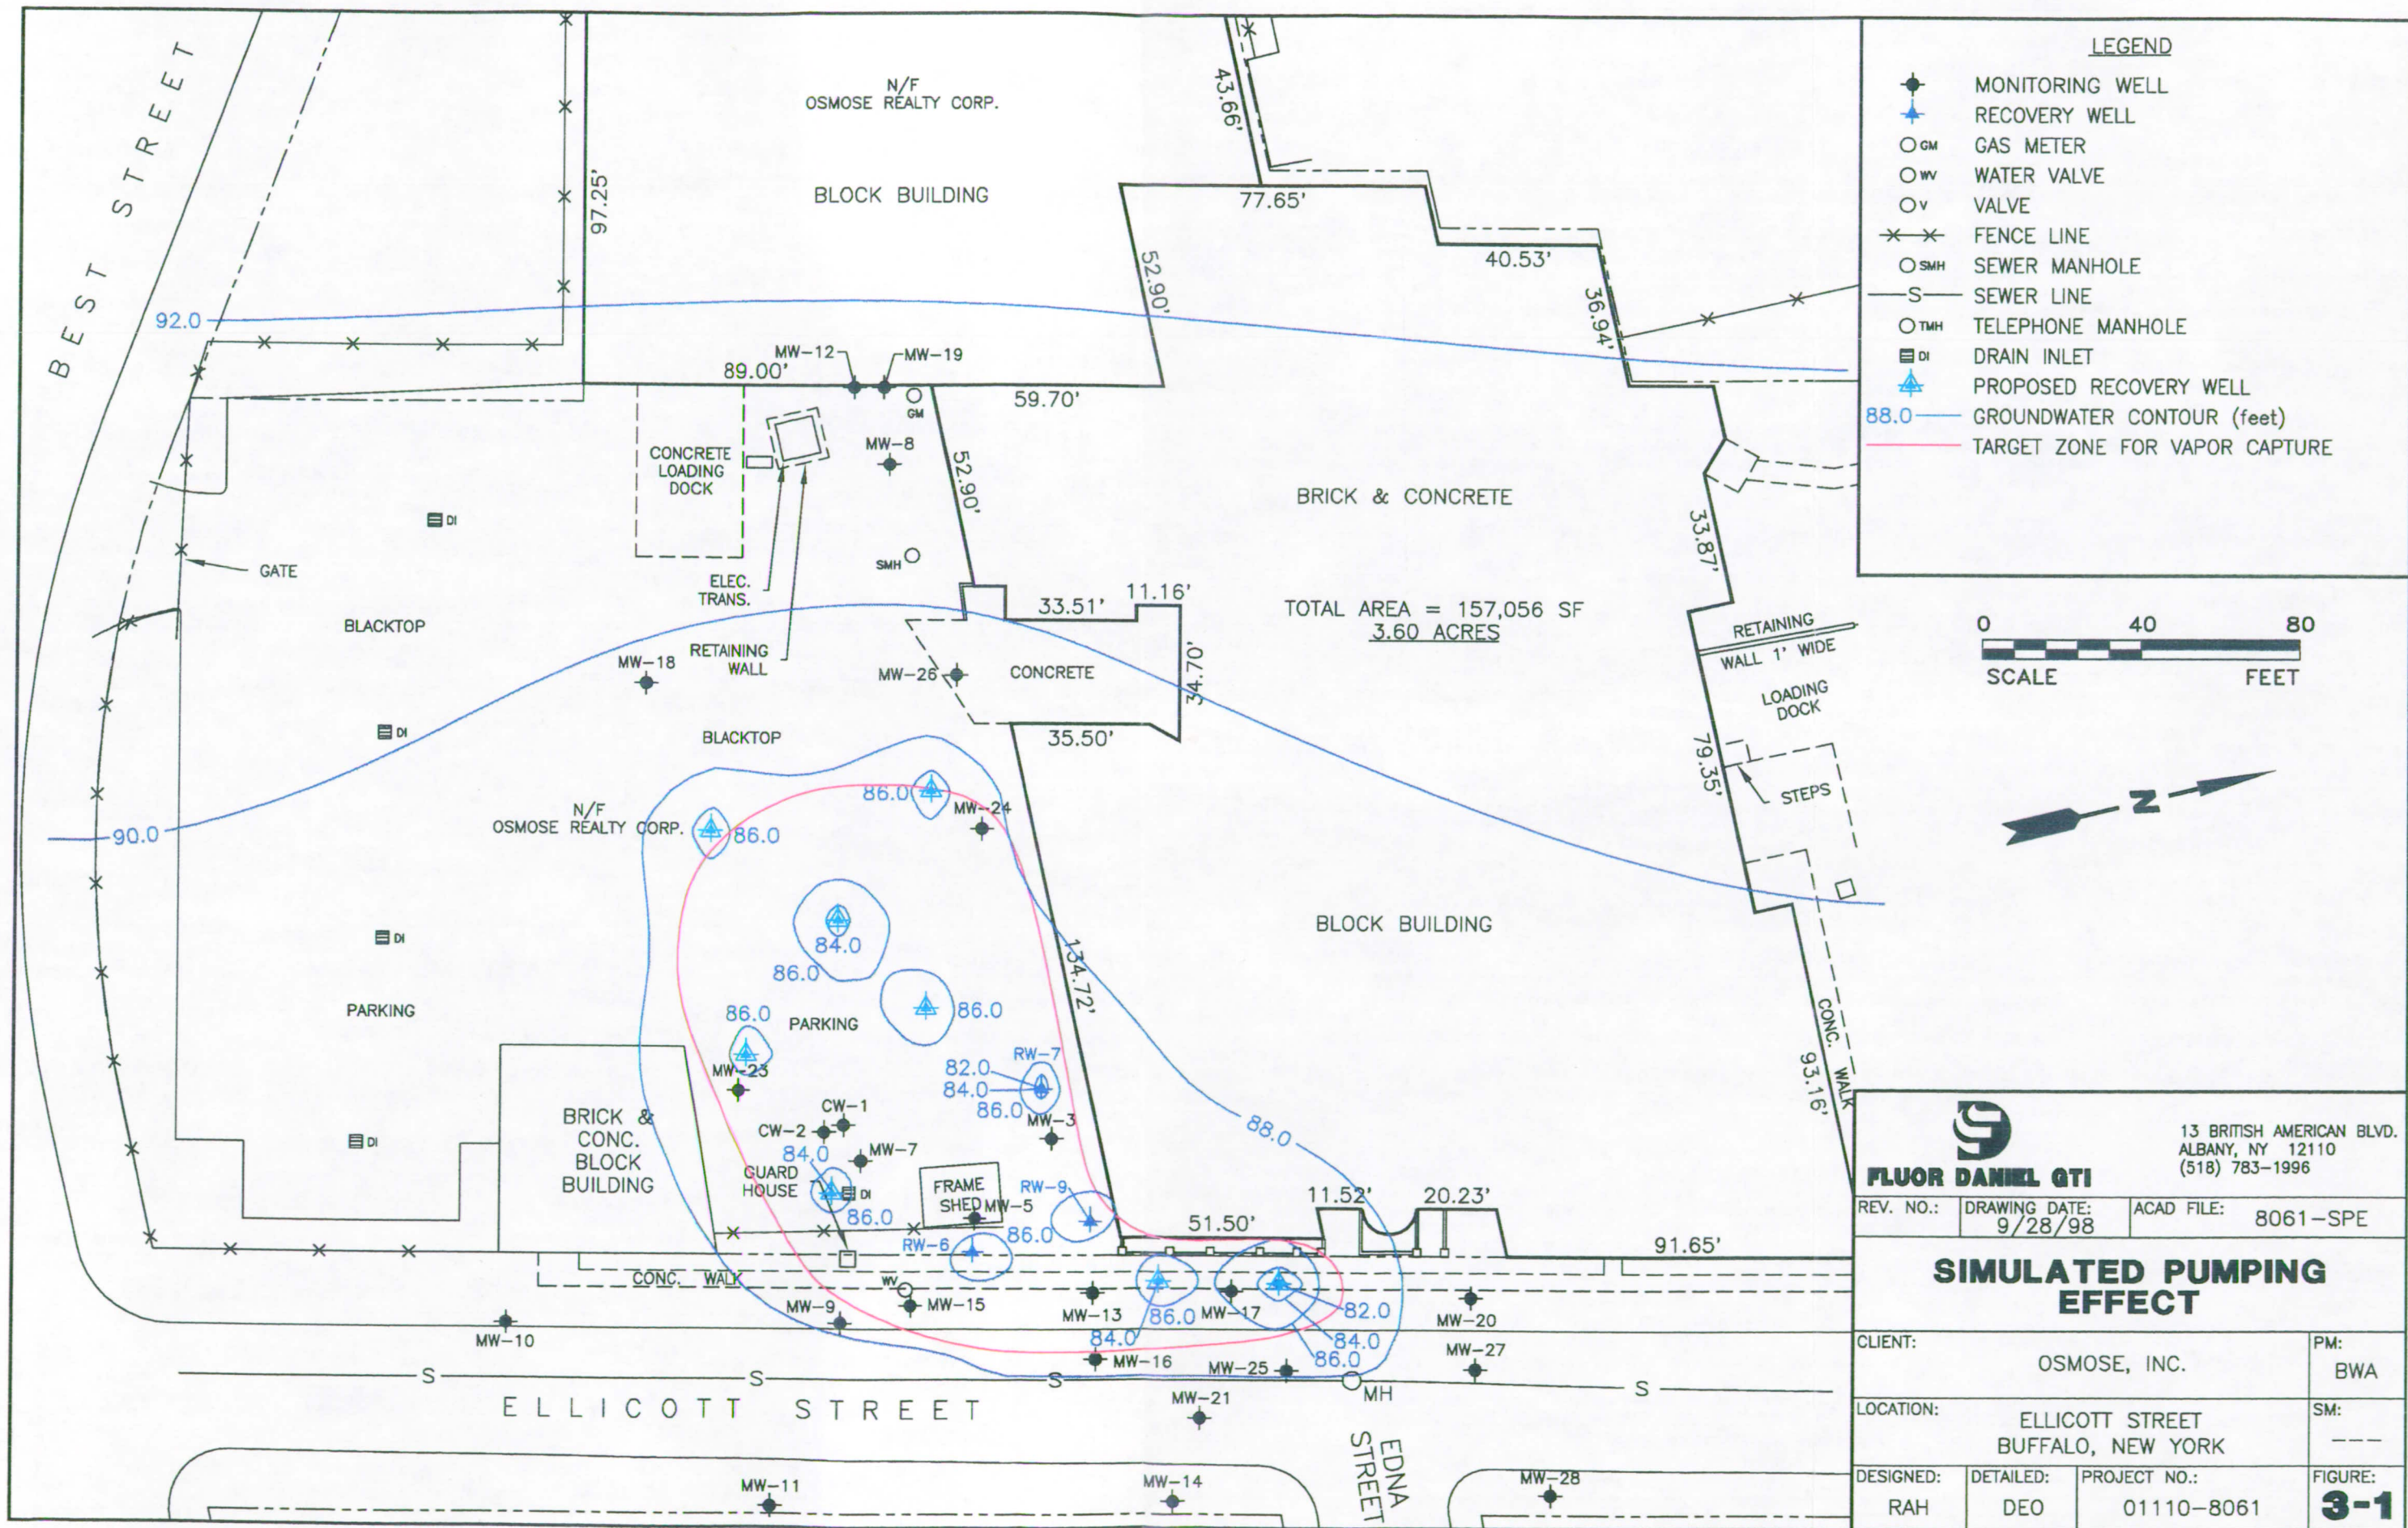 BEST STREET
N/F
OSMOSE REALTY CORP.
BLOCK BUILDING
97.25'
43.66'
77.65'
52.90'
40.53'
36.94'
92.0
MW-12
MW-19
89.00'
59.70'
GM
MW-8
CONCRETE
LOADING
DOCK
52.90'
BRICK & CONCRETE
DI
SMH
GATE
ELEC.
TRANS.
33.87'
33.51'
11.16'
TOTAL AREA = 157,056 SF
3.60 ACRES
BLACKTOP
RETAINING
WALL
MW-18
MW-26
CONCRETE
34.70'
RETAINING
WALL 1' WIDE
LOADING
DOCK
DI
BLACKTOP
35.50'
79.35'
STEPS
N/F
OSMOSE REALTY CORP.
86.0
86.0
MW-24
90.0
84.0
86.0
BLOCK BUILDING
134.72'
DI
PARKING
86.0
86.0
PARKING
CONC. WALK
93.16'
MW-23
RW-7
82.0
84.0
86.0
88.0
BRICK &
CONC.
BLOCK
BUILDING
DI
CW-1
CW-2
MW-3
84.0
MW-7
GUARD
HOUSE
DI
86.0
FRAME
SHED
MW-5
RW-9
86.0
RW-6
11.52'
20.23'
51.50'
91.65'
CONC. WALK
WV
MW-15
MW-9
MW-10
MW-13
86.0
84.0
MW-17
82.0
84.0
86.0
MW-20
MW-16
MW-25
MW-27
S
S
S
S
MH
MW-21
ELLICOTT STREET
EDNA
STREET
MW-11
MW-14
MW-28
LEGEND
MONITORING WELL
RECOVERY WELL
GM GAS METER
WV WATER VALVE
V VALVE
FENCE LINE
SMH SEWER MANHOLE
S SEWER LINE
TMH TELEPHONE MANHOLE
DI DRAIN INLET
PROPOSED RECOVERY WELL
88.0 GROUNDWATER CONTOUR (feet)
TARGET ZONE FOR VAPOR CAPTURE
0 40 80
SCALE FEET
N
FLUOR DANIEL GTI
13 BRITISH AMERICAN BLVD.
ALBANY, NY 12110
(518) 783-1996
REV. NO.:
DRAWING DATE:
9/28/98
ACAD FILE:
8061-SPE
SIMULATED PUMPING
EFFECT
CLIENT:
OSMOSE, INC.
PM:
BWA
LOCATION:
ELLICOTT STREET
BUFFALO, NEW YORK
SM:
---
DESIGNED:
RAH
DETAILED:
DEO
PROJECT NO.:
01110-8061
FIGURE:
3-1